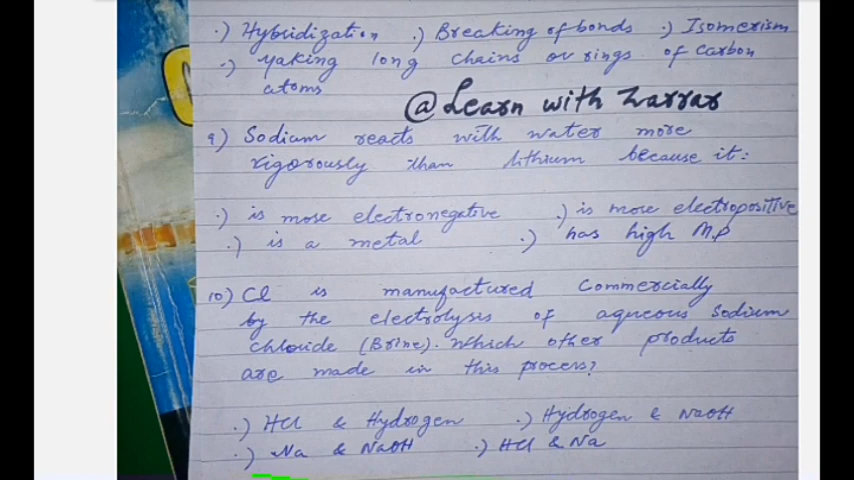 .) Hybridization .) Breaking of bonds .) Isomerism
.) Making long chains or rings of carbon
atoms
@Learn with Zarrar
9) Sodium reacts with water more
rigorously than lithium because it:
.) is more electronegative .) is more electropositive
.) is a metal .) has high M.P
10) Cl is manufactured Commercially
by the electrolysis of aqueous Sodium
chloride (Brine). Which other products
are made in this process?
.) HCl & Hydrogen .) Hydrogen & NaOH
.) Na & NaOH .) HCl & Na